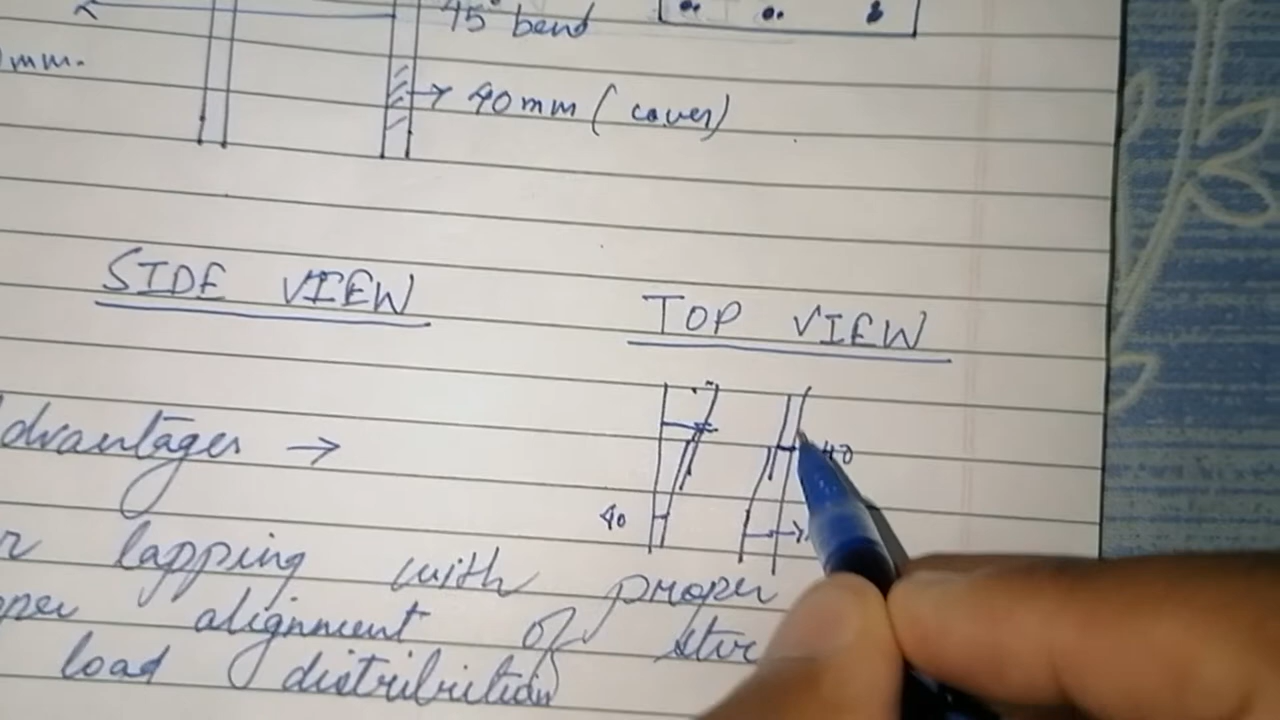 45° bend
mm.
40mm (cover)
SIDE VIEW
TOP VIEW
dvantages →
40
40
r lapping with proper
per alignment of
load distribution